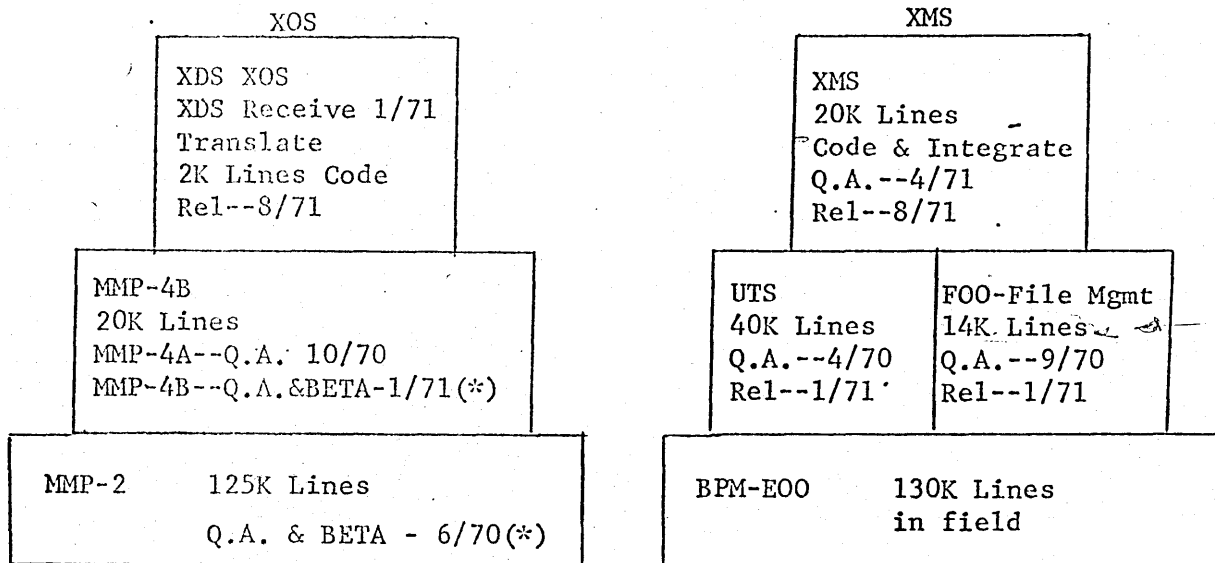 XOS
XDS XOS
XDS Receive 1/71
Translate
2K Lines Code
Rel--8/71
MMP-4B
20K Lines
MMP-4A--Q.A. 10/70
MMP-4B--Q.A.&BETA-1/71(*)
MMP-2 125K Lines
Q.A. & BETA - 6/70(*)
XMS
XMS
20K Lines
Code & Integrate
Q.A.--4/71
Rel--8/71
UTS
40K Lines
Q.A.--4/70
Rel--1/71
FOO-File Mgmt
14K Lines
Q.A.--9/70
Rel--1/71
BPM-EOO 130K Lines
in field